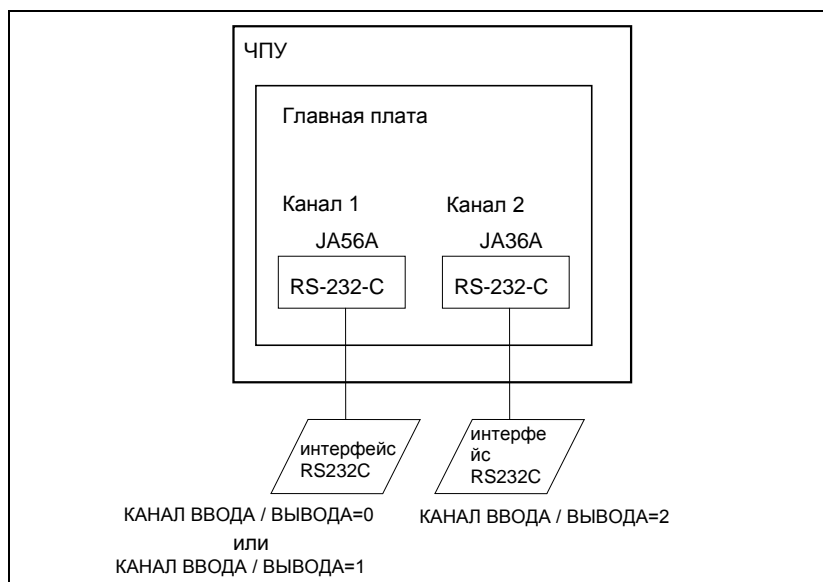 ЧПУ
Главная плата
Канал 1
Канал 2
JA56A
JA36A
RS-232-C
RS-232-C
интерфейс
RS232C
интерфе
йс
RS232C
КАНАЛ ВВОДА / ВЫВОДА=0
или
КАНАЛ ВВОДА / ВЫВОДА=1
КАНАЛ ВВОДА / ВЫВОДА=2